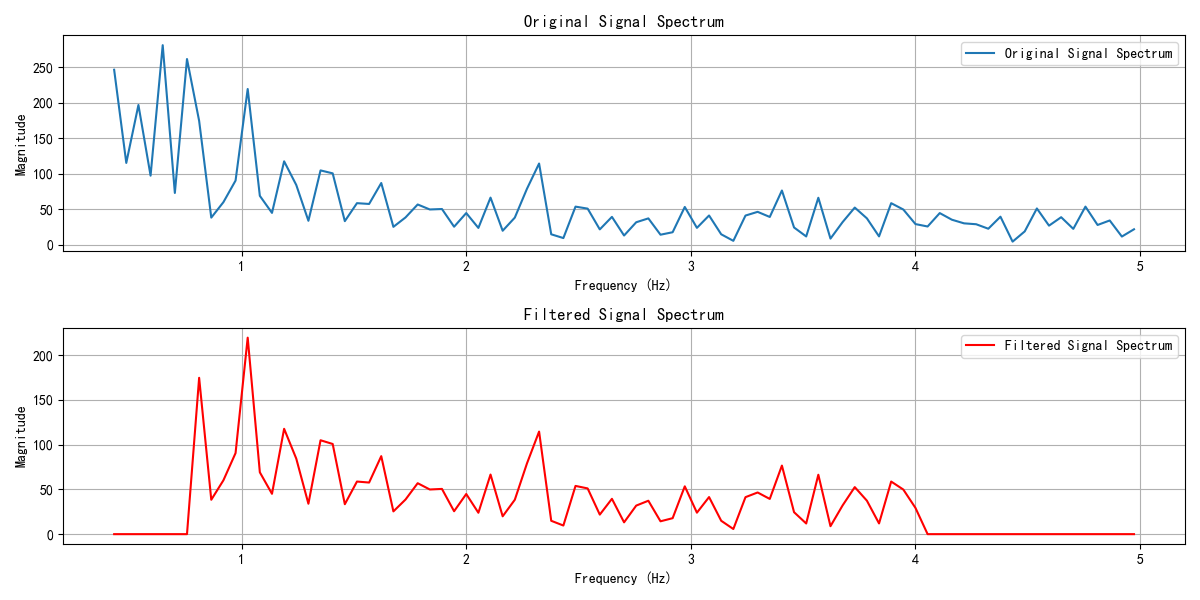 Original Signal Spectrum
Original Signal Spectrum
250
200
150
100
50
0
Magnitude
1 2 3 4 5
Frequency (Hz)
Filtered Signal Spectrum
Filtered Signal Spectrum
200
150
100
50
0
Magnitude
1 2 3 4 5
Frequency (Hz)